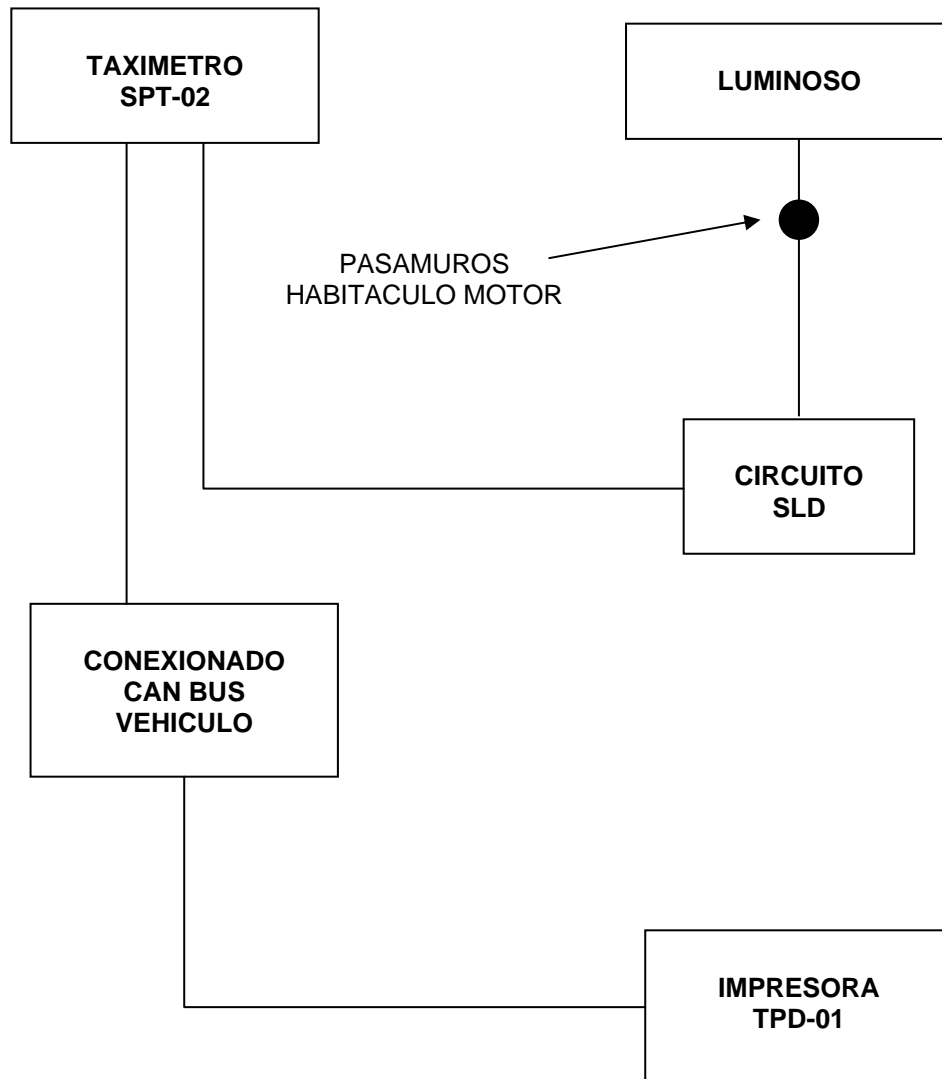 TAXIMETRO
SPT-02
LUMINOSO
PASAMUROS
HABITACULO MOTOR
CIRCUITO
SLD
CONEXIONADO
CAN BUS
VEHICULO
IMPRESORA
TPD-01